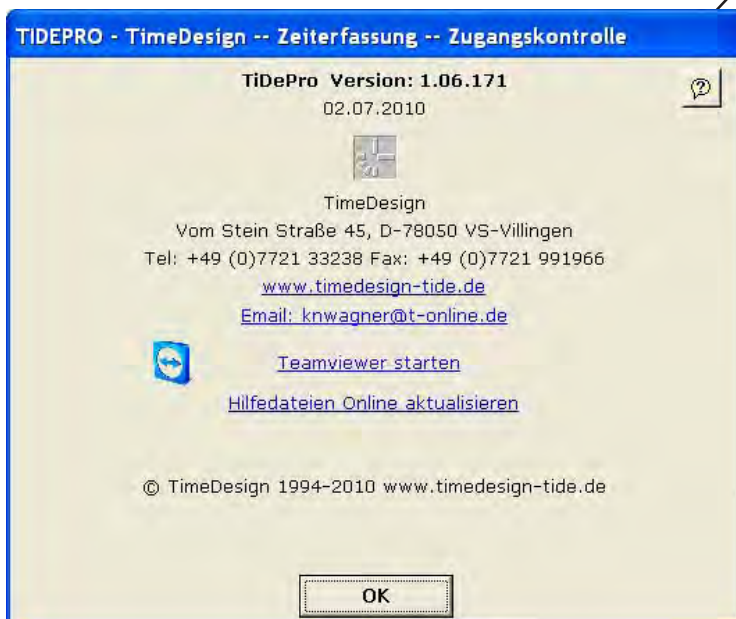 TIDEPRO - TimeDesign -- Zeiterfassung -- Zugangskontrolle
TiDePro Version: 1.06.171
02.07.2010
TimeDesign
Vom Stein Straße 45, D-78050 VS-Villingen
Tel: +49 (0)7721 33238 Fax: +49 (0)7721 991966
www.timedesign-tide.de
Email: knwagner@t-online.de
Teamviewer starten
Hilfedateien Online aktualisieren
© TimeDesign 1994-2010 www.timedesign-tide.de
OK